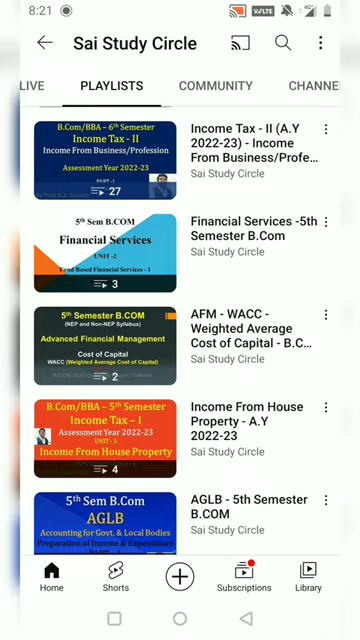 8:21
VoLTE
4G
Sai Study Circle
LIVE
PLAYLISTS
COMMUNITY
CHANNE
B.Com/BBA – 6th Semester
Income Tax - II
Income From Business/Profession
Assessment Year 2022-23
PART - 1
27
Income Tax - II (A.Y
2022-23) - Income
From Business/Profe...
Sai Study Circle
5th Sem B.COM
Financial Services
UNIT -2
Fund Based Financial Services - 1
3
Financial Services -5th
Semester B.Com
Sai Study Circle
5th Semester B.COM
(NEP and Non-NEP Syllabus)
Advanced Financial Management
Cost of Capital
WACC (Weighted Average Cost of Capital)
2
AFM - WACC -
Weighted Average
Cost of Capital - B.C...
Sai Study Circle
B.Com/BBA - 5th Semester
Income Tax – I
Assessment Year 2022-23
UNIT - 5
Income From House Property
4
Income From House
Property - A.Y
2022-23
Sai Study Circle
5th Sem B.Com
AGLB
Accounting for Govt. & Local Bodies
Preparation of Income & Expenditure
AGLB - 5th Semester
B.COM
Sai Study Circle
Home
Shorts
Subscriptions
Library